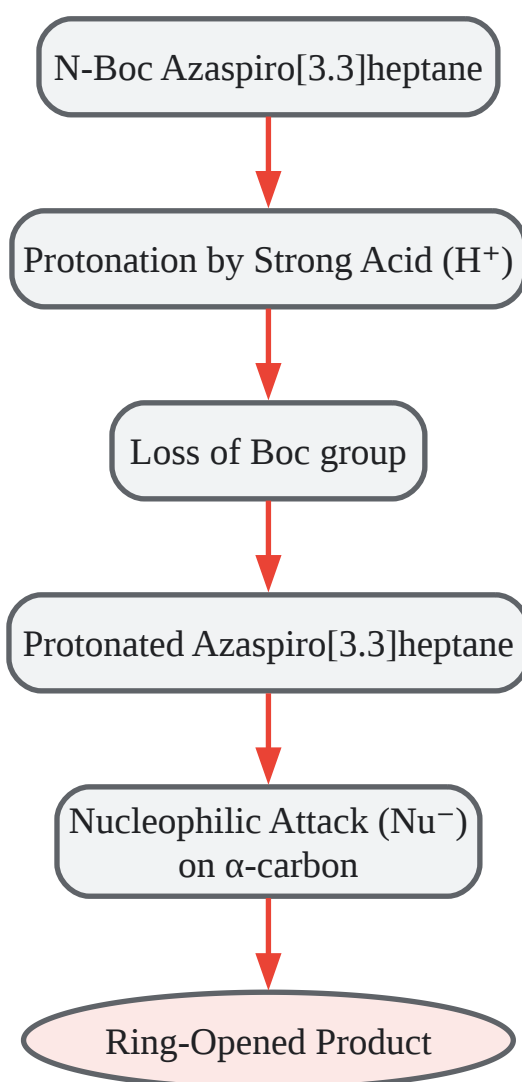 N-Boc Azaspiro[3.3]heptane
Protonation by Strong Acid (H⁺)
Loss of Boc group
Protonated Azaspiro[3.3]heptane
Nucleophilic Attack (Nu⁻)
on α-carbon
Ring-Opened Product